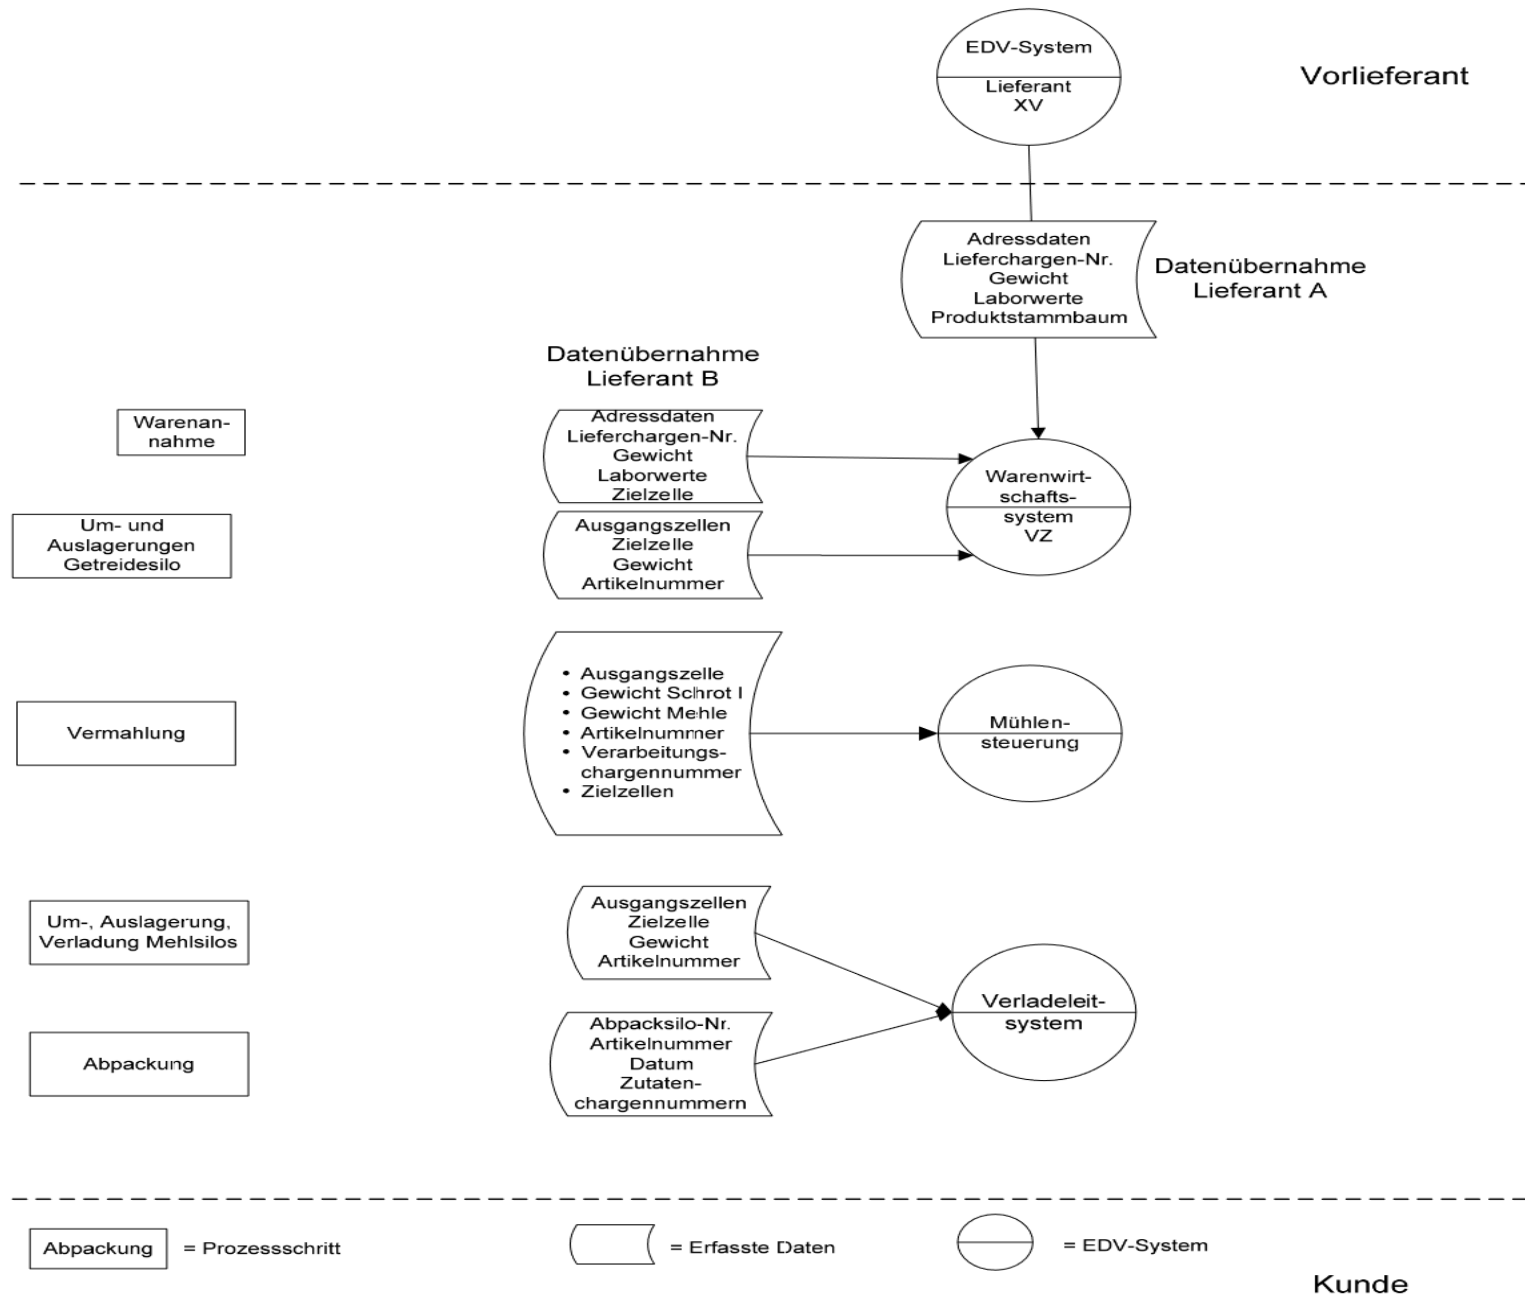 EDV-System
Lieferant
XV
Vorlieferant
Adressdaten
Lieferchargen-Nr.
Gewicht
Laborwerte
Produktstammbaum
Datenübernahme
Lieferant A
Datenübernahme
Lieferant B
Warenan-
nahme
Adressdaten
Lieferchargen-Nr.
Gewicht
Laborwerte
Zielzelle
Warenwirt-
schafts-
system
VZ
Um- und
Auslagerungen
Getreidesilo
Ausgangszellen
Zielzelle
Gewicht
Artikelnummer
Vermahlung
• Ausgangszelle
• Gewicht Schrot I
• Gewicht Mehle
• Artikelnummer
• Verarbeitungs-
chargennummer
• Zielzellen
Mühlen-
steuerung
Um-, Auslagerung,
Verladung Mehlsilos
Ausgangszellen
Zielzelle
Gewicht
Artikelnummer
Verladeleit-
system
Abpackung
Abpacksilo-Nr.
Artikelnummer
Datum
Zutaten-
chargennummern
Abpackung = Prozessschritt
= Erfasste Daten
= EDV-System
Kunde